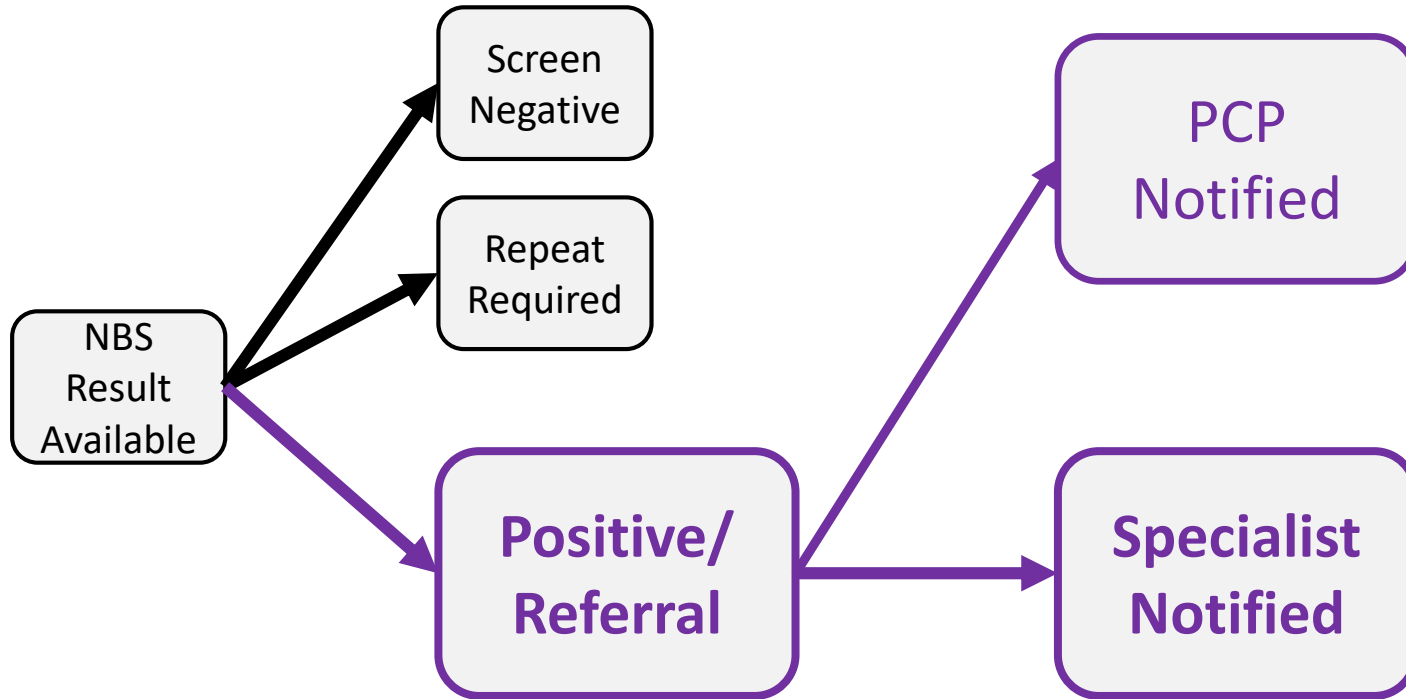 NBS
Result
Available
Screen
Negative
Repeat
Required
Positive/
Referral
PCP
Notified
Specialist
Notified